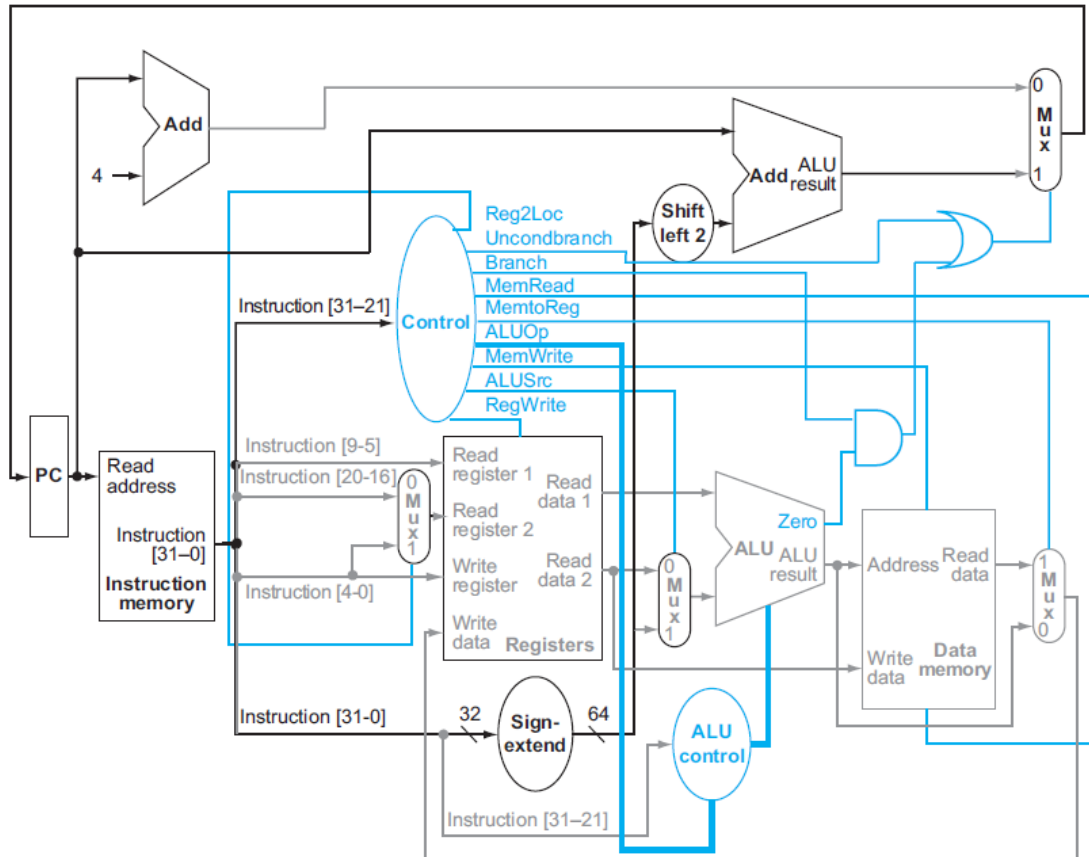 Add
4
0
Mux
1
Add
ALU
result
Shift
left 2
Reg2Loc
Uncondbranch
Branch
MemRead
MemtoReg
ALUOp
MemWrite
ALUSrc
RegWrite
Instruction [31–21]
Control
PC
Read
address
Instruction
[31–0]
Instruction
memory
Instruction [9-5]
Instruction [20-16]
Instruction [4-0]
0
Mux
1
Read
register 1
Read
register 2
Write
register
Write
data
Read
data 1
Read
data 2
Registers
0
Mux
1
Zero
ALU
ALU
result
Address
Read
data
Write
data
Data
memory
1
Mux
0
Instruction [31-0]
32
Sign-
extend
64
ALU
control
Instruction [31–21]